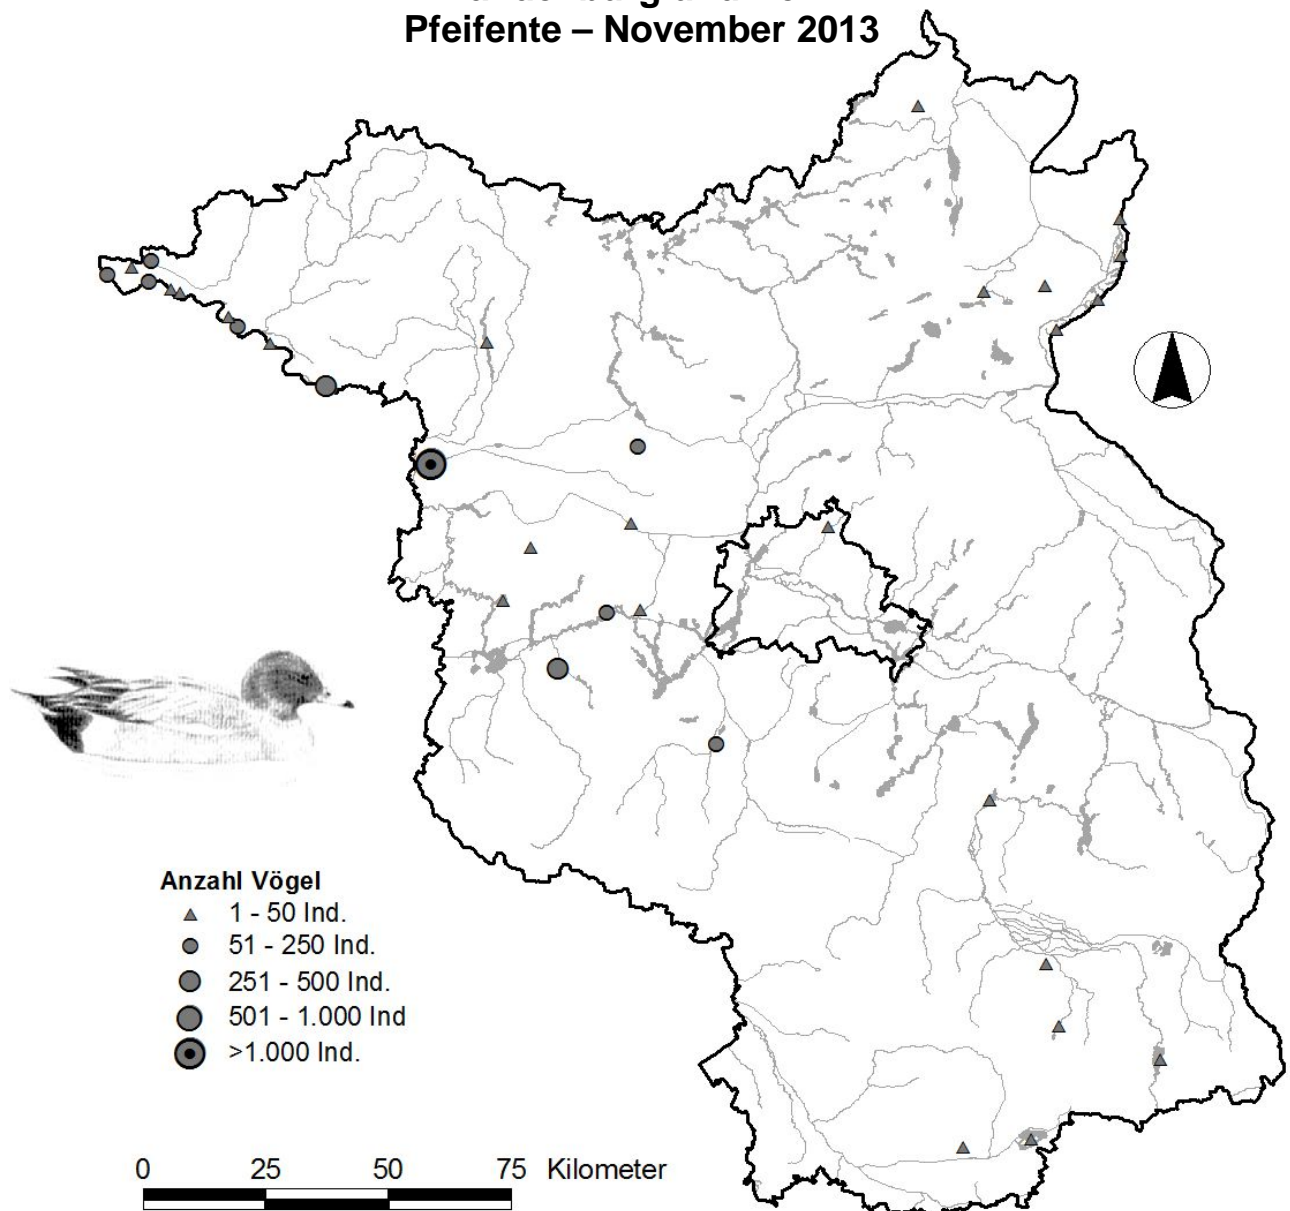 Pfeifente – November 2013
Anzahl Vögel
1 - 50 Ind.
51 - 250 Ind.
251 - 500 Ind.
501 - 1.000 Ind
>1.000 Ind.
0 25 50 75 Kilometer